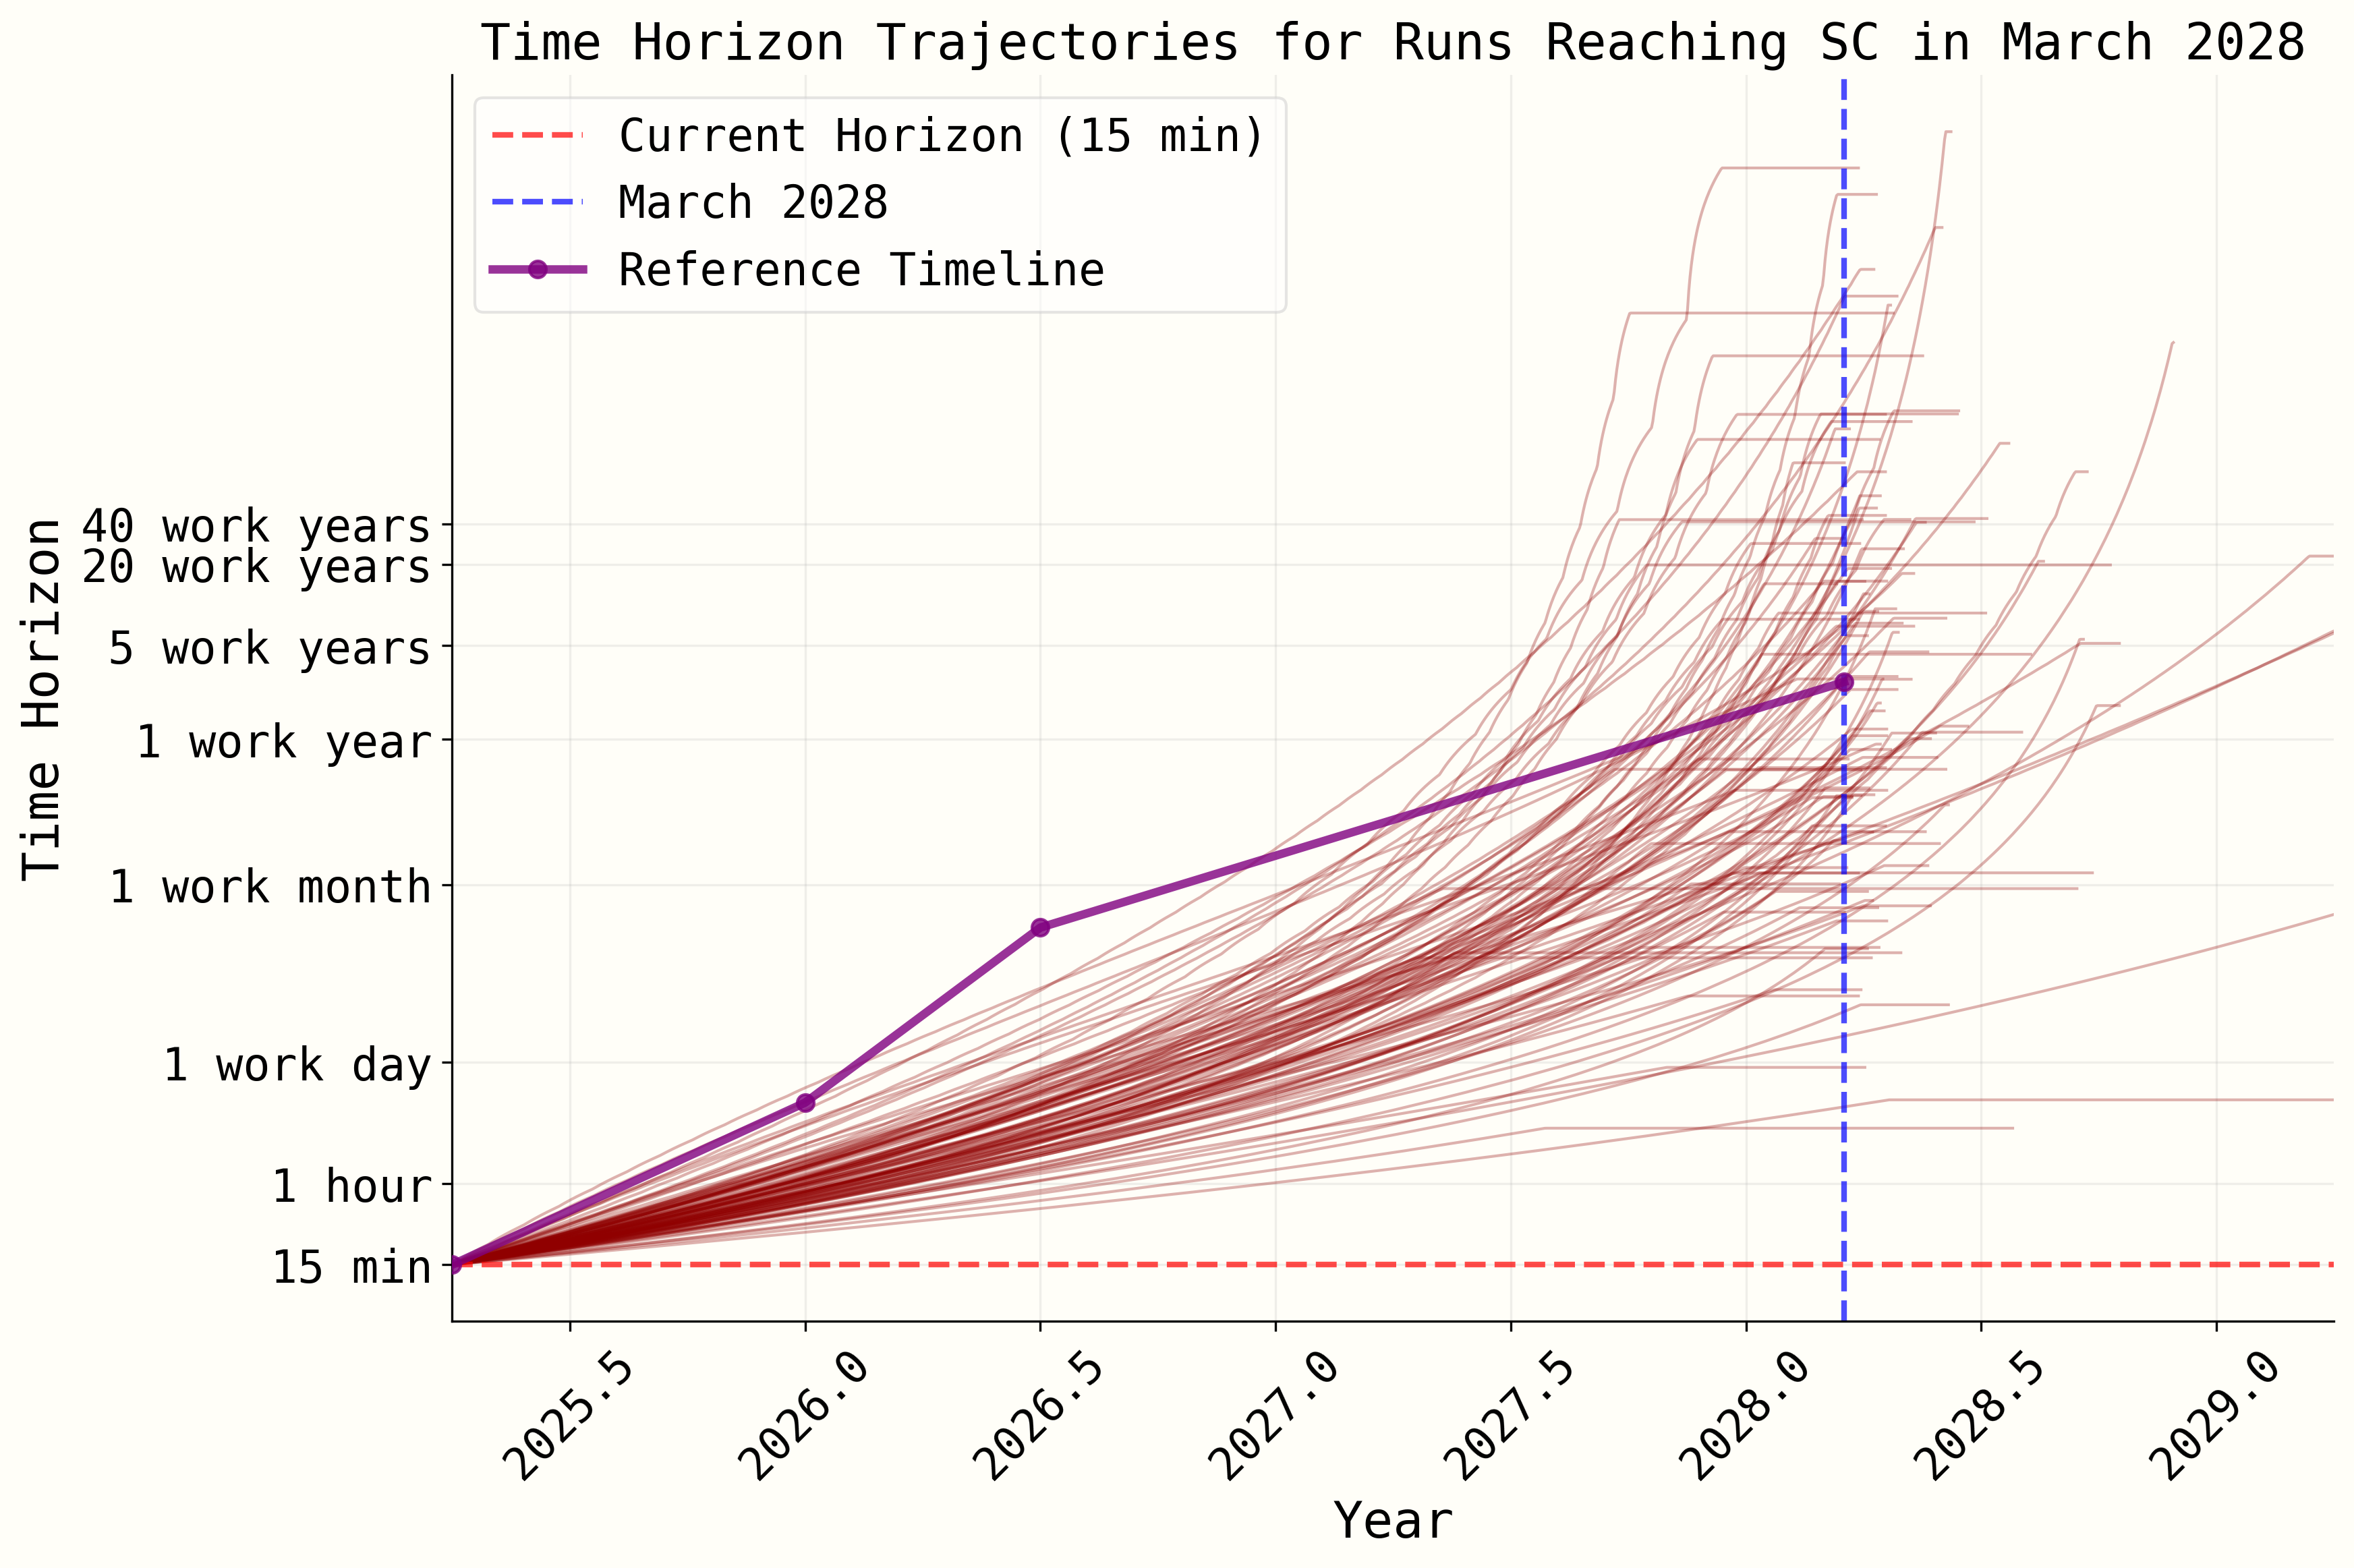 Time Horizon Trajectories for Runs Reaching SC in March 2028
Current Horizon (15 min)
March 2028
Reference Timeline
Time Horizon
40 work years
20 work years
5 work years
1 work year
1 work month
1 work day
1 hour
15 min
2025.5
2026.0
2026.5
2027.0
2027.5
2028.0
2028.5
2029.0
Year